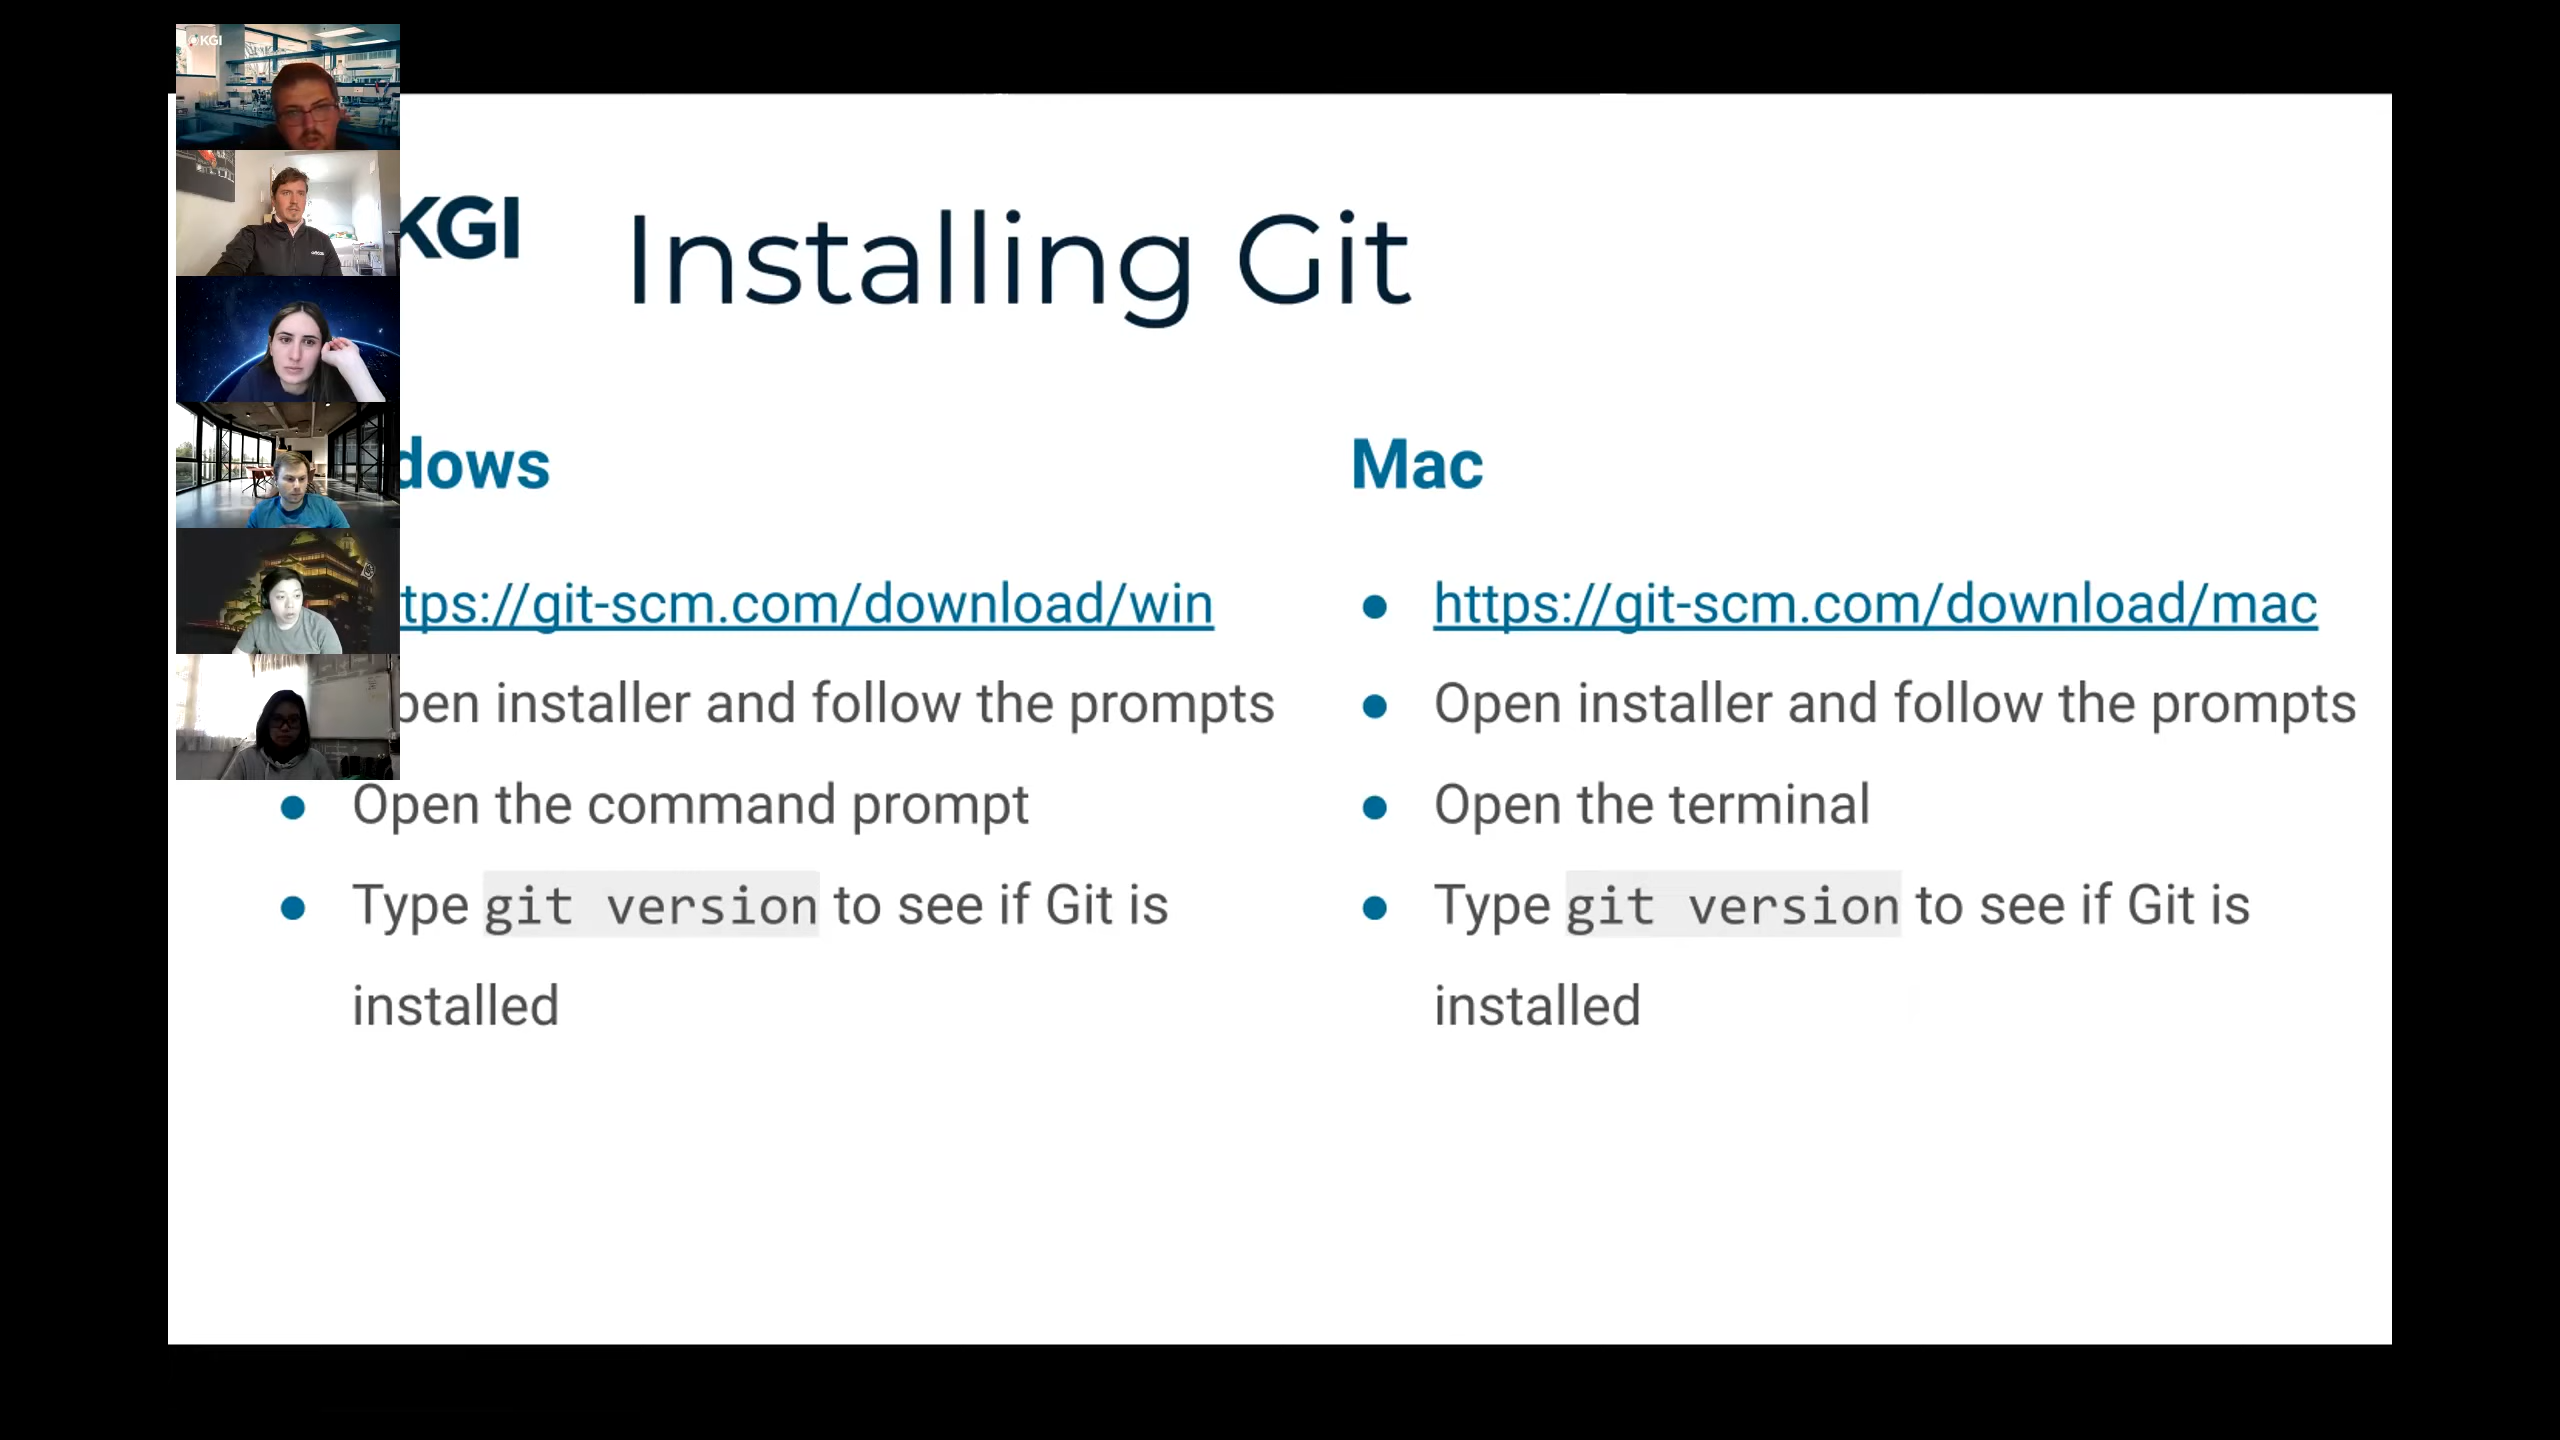 KGI
KGI
Installing Git
dows
tps://git-scm.com/download/win
pen installer and follow the prompts
Open the command prompt
Type git version to see if Git is
installed
Mac
https://git-scm.com/download/mac
Open installer and follow the prompts
Open the terminal
Type git version to see if Git is
installed